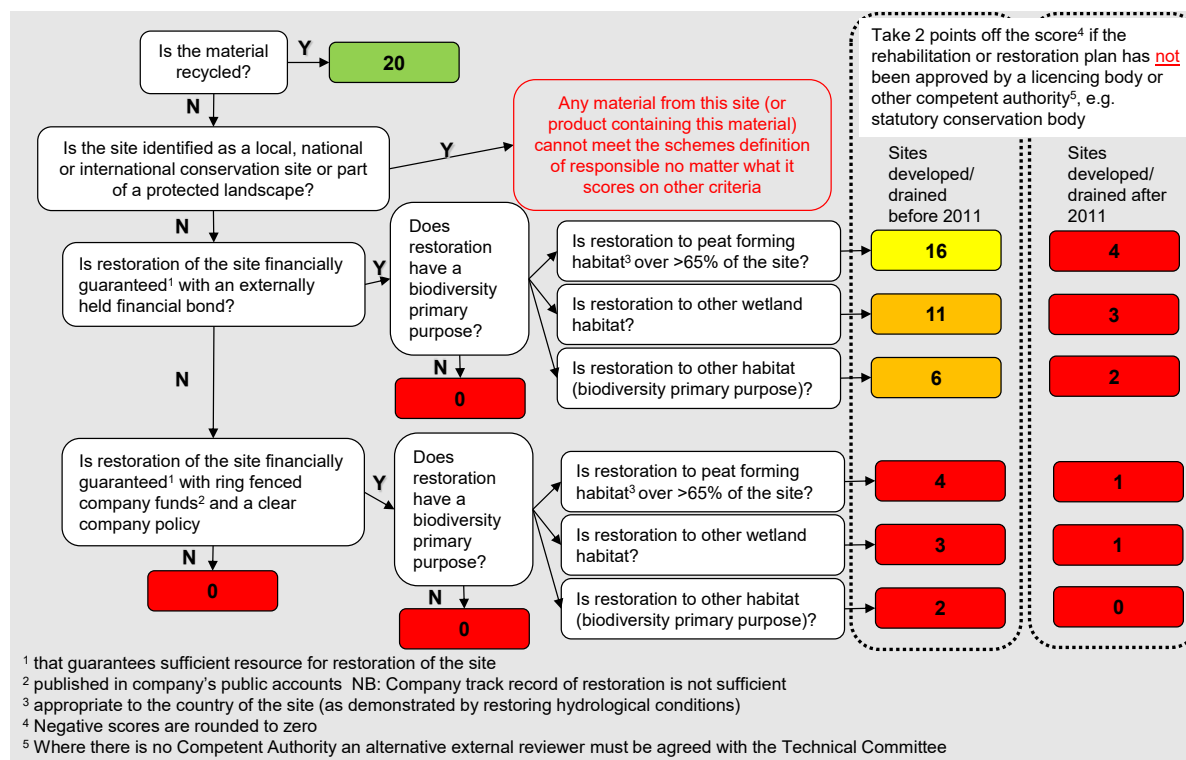 Is the material
recycled?
Y
20
N
Is the site identified as a local, national
or international conservation site or part
of a protected landscape?
Y
Any material from this site (or
product containing this material)
cannot meet the schemes definition
of responsible no matter what it
scores on other criteria
Take 2 points off the score⁴ if the
rehabilitation or restoration plan has not
been approved by a licencing body or
other competent authority⁵, e.g.
statutory conservation body
Sites
developed/
drained
before 2011
Sites
developed/
drained after
2011
N
Is restoration of the site financially
guaranteed¹ with an externally
held financial bond?
Y
Does
restoration
have a
biodiversity
primary
purpose?
N
0
Is restoration to peat forming
habitat³ over >65% of the site?
16
4
Is restoration to other wetland
habitat?
11
3
Is restoration to other habitat
(biodiversity primary purpose)?
6
2
N
Is restoration of the site financially
guaranteed¹ with ring fenced
company funds² and a clear
company policy
Y
N
0
Does
restoration
have a
biodiversity
primary
purpose?
N
0
Is restoration to peat forming
habitat³ over >65% of the site?
4
1
Is restoration to other wetland
habitat?
3
1
Is restoration to other habitat
(biodiversity primary purpose)?
2
0
¹ that guarantees sufficient resource for restoration of the site
² published in company's public accounts NB: Company track record of restoration is not sufficient
³ appropriate to the country of the site (as demonstrated by restoring hydrological conditions)
⁴ Negative scores are rounded to zero
⁵ Where there is no Competent Authority an alternative external reviewer must be agreed with the Technical Committee